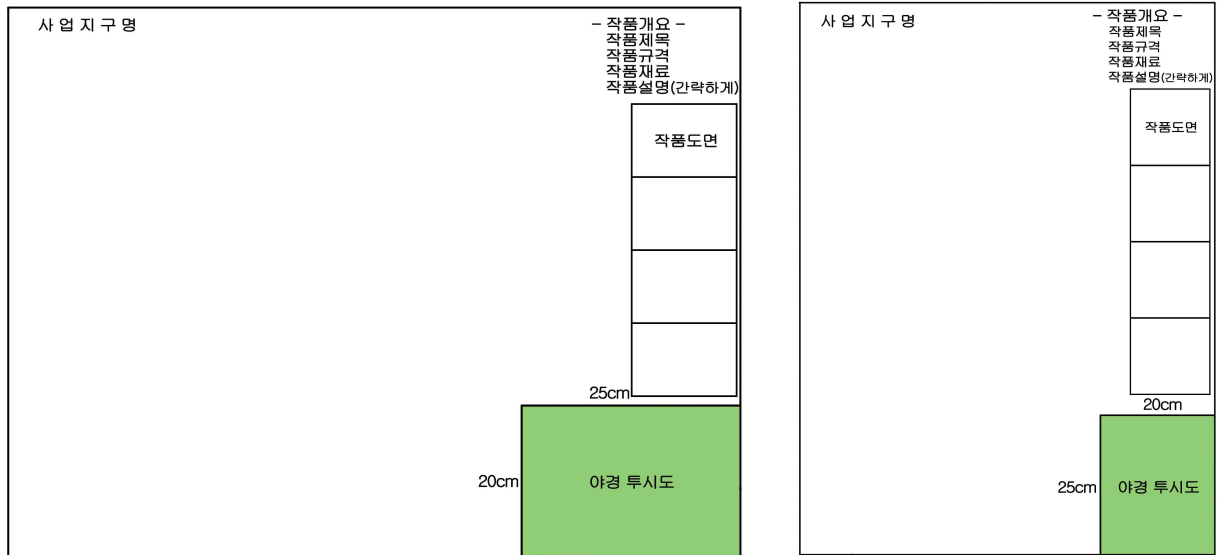 사 업 지 구 명
- 작품개요 -
작품제목
작품규격
작품재료
작품설명(간략하게)
작품도면
25cm
20cm
야경 투시도
사 업 지 구 명
- 작품개요 -
작품제목
작품규격
작품재료
작품설명(간략하게)
작품도면
20cm
25cm
야경 투시도